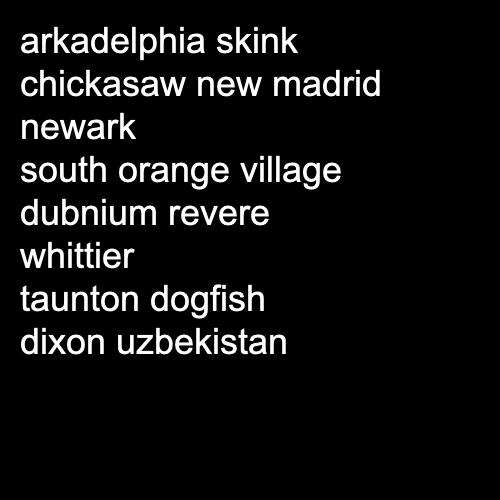 arkadelphia skink
chickasaw new madrid
newark
south orange village
dubnium revere
whittier
taunton dogfish
dixon uzbekistan